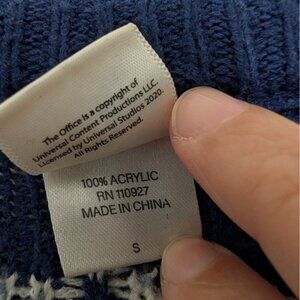 The Office is a copyright of
Universal Content Productions LLC.
Licensed by Universal Studios 2020.
All Rights Reserved.
100% ACRYLIC
RN 110927
MADE IN CHINA
S